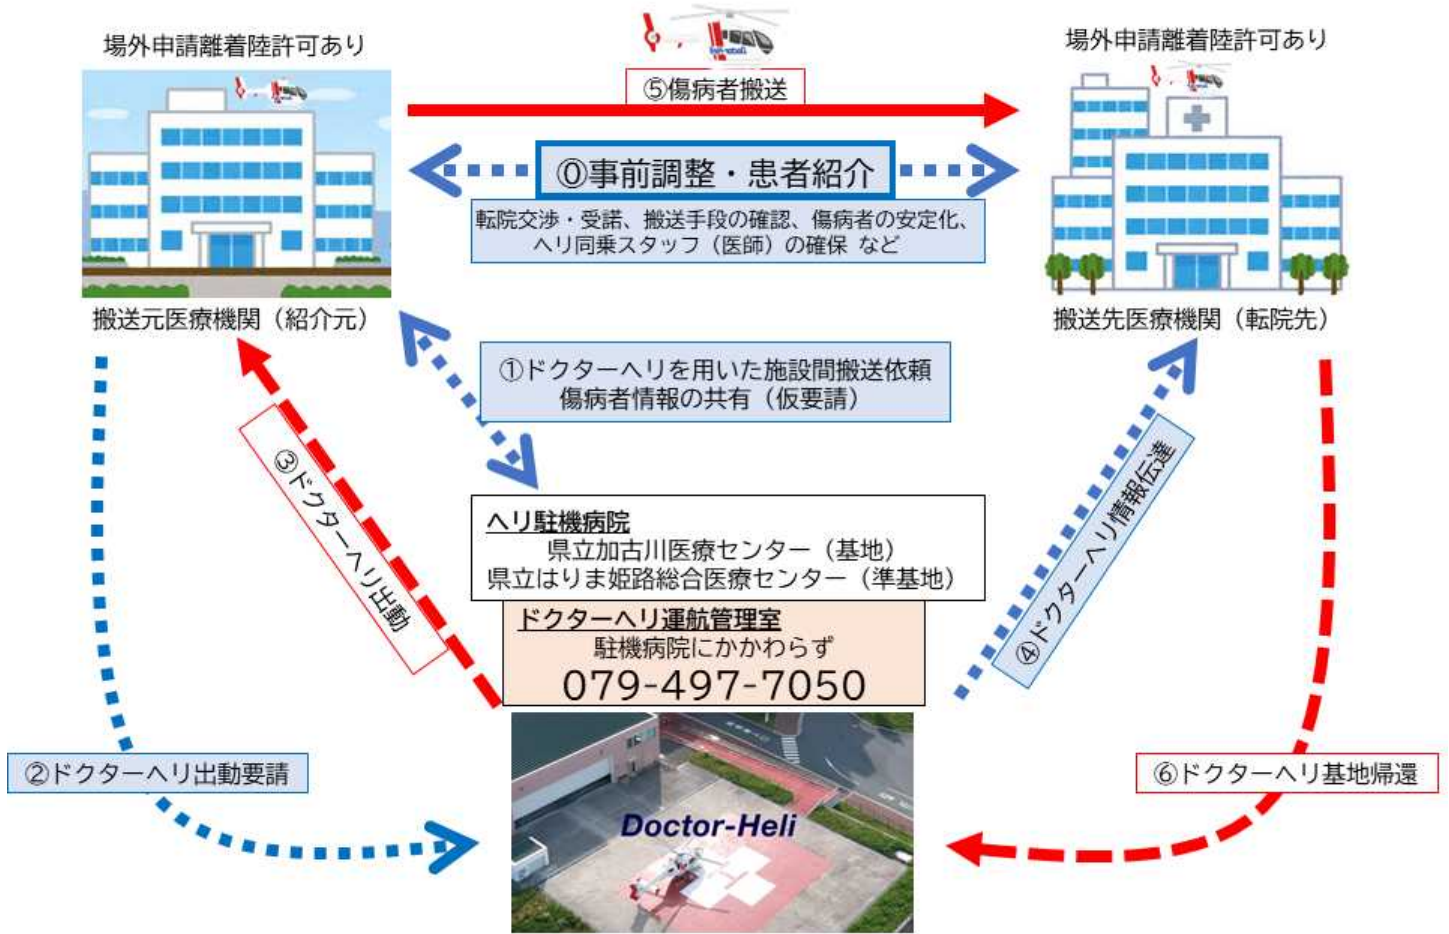 場外申請離着陸許可あり
場外申請離着陸許可あり
⑤傷病者搬送
⓪事前調整・患者紹介
転院交渉・受諾、搬送手段の確認、傷病者の安定化、
ヘリ同乗スタッフ（医師）の確保 など
搬送元医療機関（紹介元）
搬送先医療機関（転院先）
①ドクターヘリを用いた施設間搬送依頼
傷病者情報の共有（仮要請）
③ドクターヘリ出動
④ドクターヘリ情報伝達
ヘリ駐機病院
県立加古川医療センター（基地）
県立はりま姫路総合医療センター（準基地）
ドクターヘリ運航管理室
駐機病院にかかわらず
079-497-7050
②ドクターヘリ出動要請
⑥ドクターヘリ基地帰還
Doctor-Heli